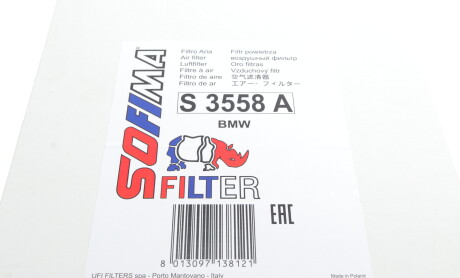 SOFIMA
Filtro Aria
Air filter
Luftfilter
Filtre à air
Filtro de aire
Filtro de ar
Filtr powietrza
воздушный фильтр
Oro filtras
Vzduchový filtr
空气滤清器
エアー・フィルター
S 3558 A
BMW
FILTER
EAC
8 013097 138121
UFI FILTERS spa - Porto Mantovano - Italy
Made in Poland